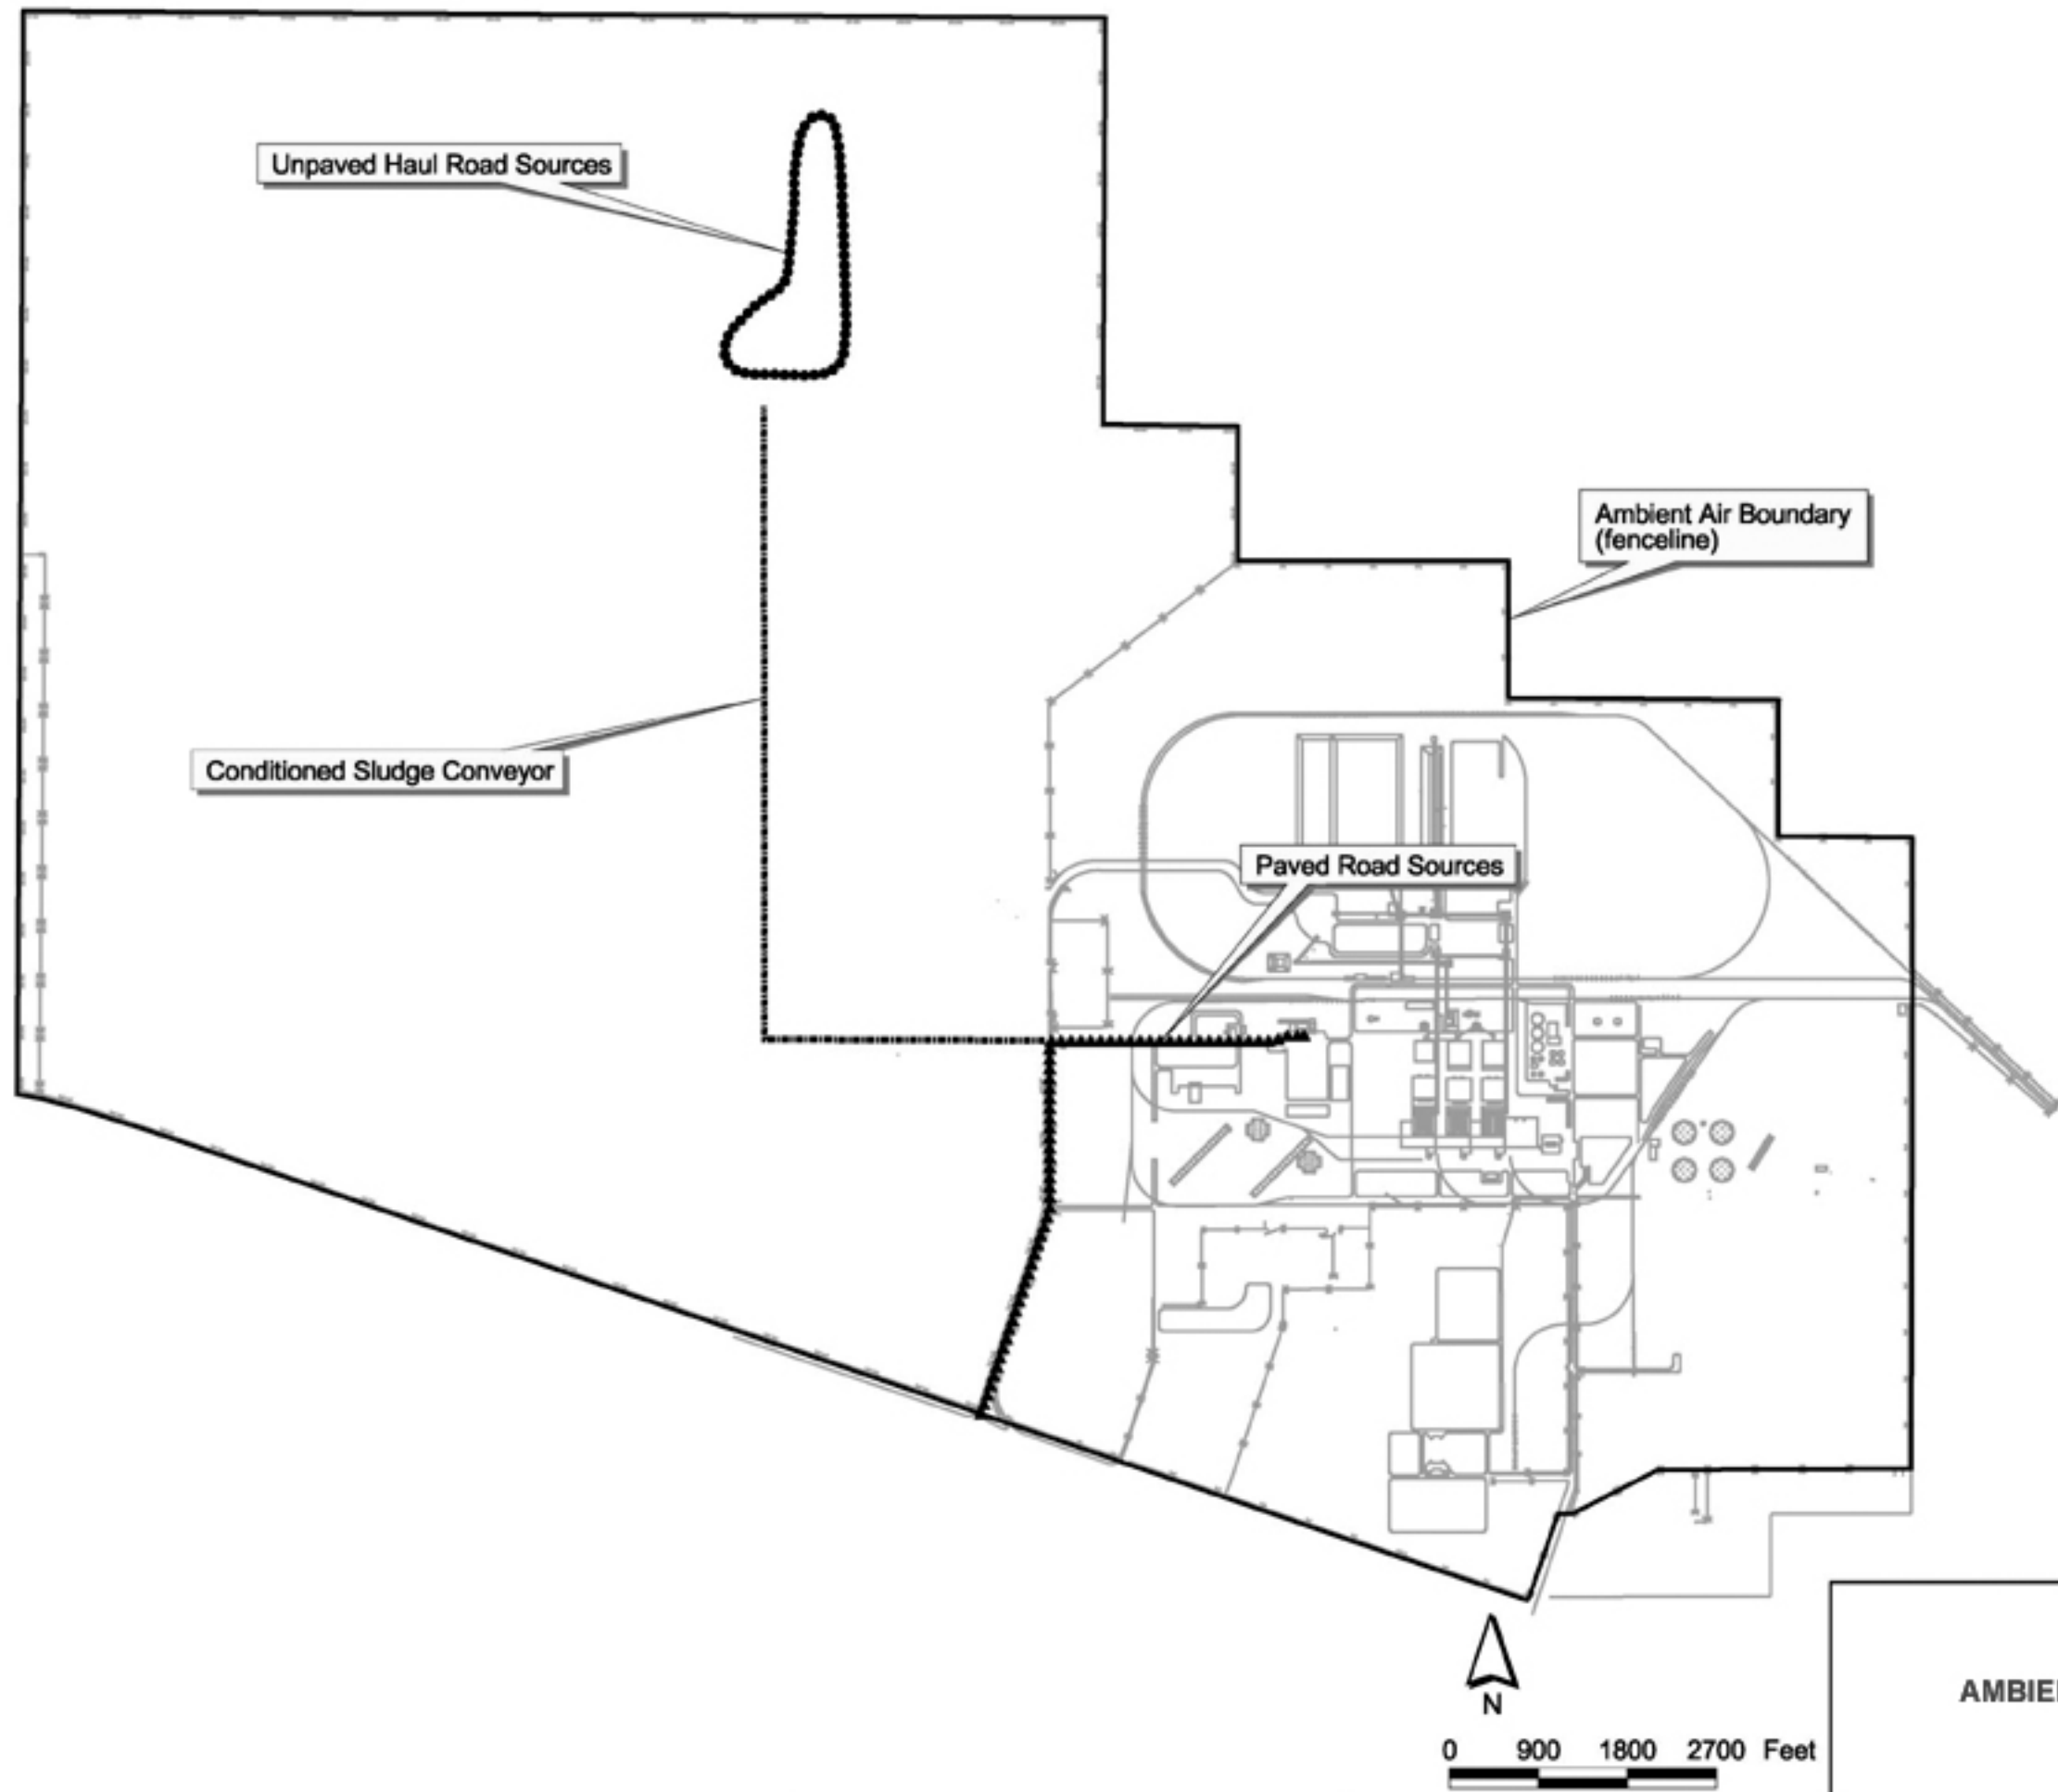 Unpaved Haul Road Sources
Ambient Air Boundary
(fenceline)
Conditioned Sludge Conveyor
Paved Road Sources
N
0 900 1800 2700 Feet